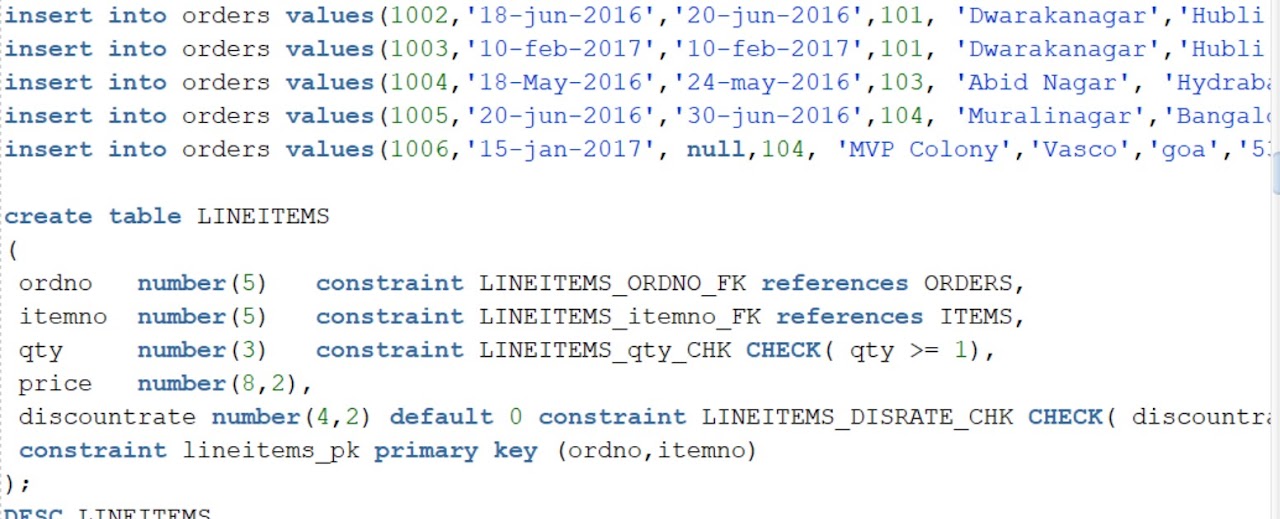 insert into orders values(1002,'18-jun-2016','20-jun-2016',101, 'Dwarakanagar','Hubli
insert into orders values(1003,'10-feb-2017','10-feb-2017',101, 'Dwarakanagar','Hubli
insert into orders values(1004,'18-May-2016','24-may-2016',103, 'Abid Nagar', 'Hydrab
insert into orders values(1005,'20-jun-2016','30-jun-2016',104, 'Muralinagar','Bangal
insert into orders values(1006,'15-jan-2017', null,104, 'MVP Colony','Vasco','goa','5
create table LINEITEMS
(
ordno number(5) constraint LINEITEMS_ORDNO_FK references ORDERS,
itemno number(5) constraint LINEITEMS_itemno_FK references ITEMS,
qty number(3) constraint LINEITEMS_qty_CHK CHECK( qty >= 1),
price number(8,2),
discountrate number(4,2) default 0 constraint LINEITEMS_DISRATE_CHK CHECK( discountr
constraint lineitems_pk primary key (ordno,itemno)
);
DESC LINEITEMS